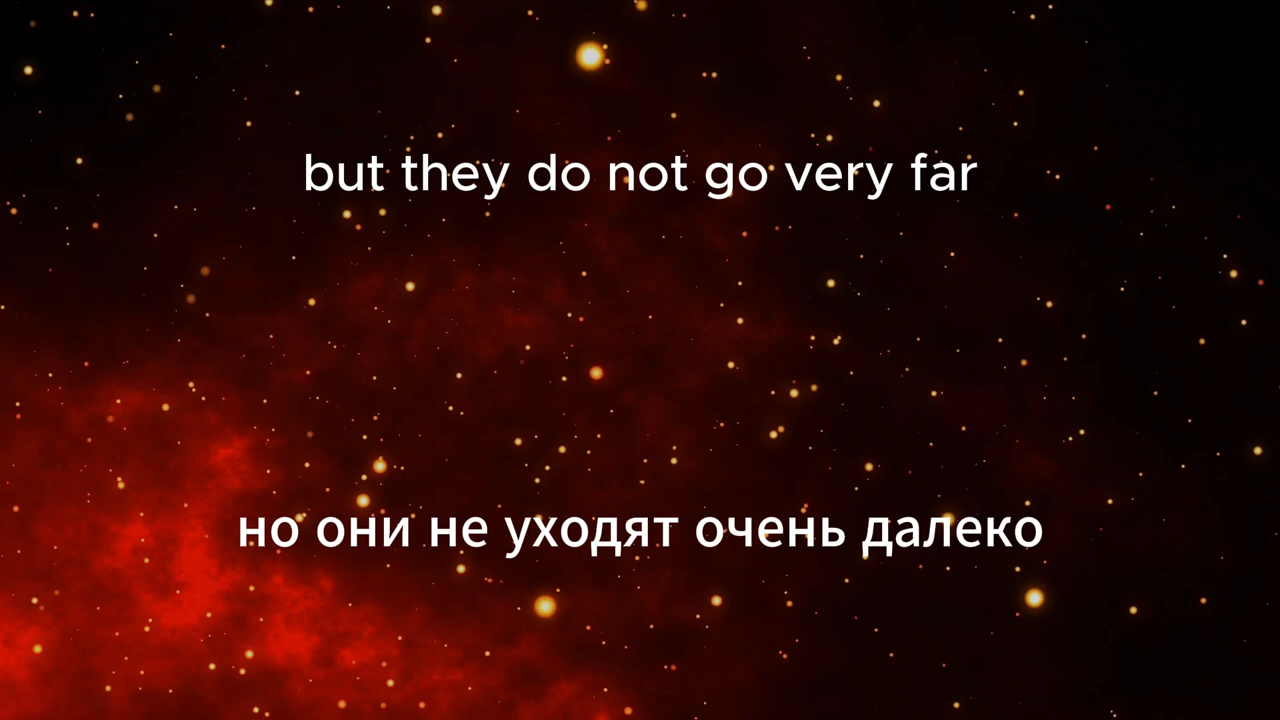 but they do not go very far
но они не уходят очень далеко